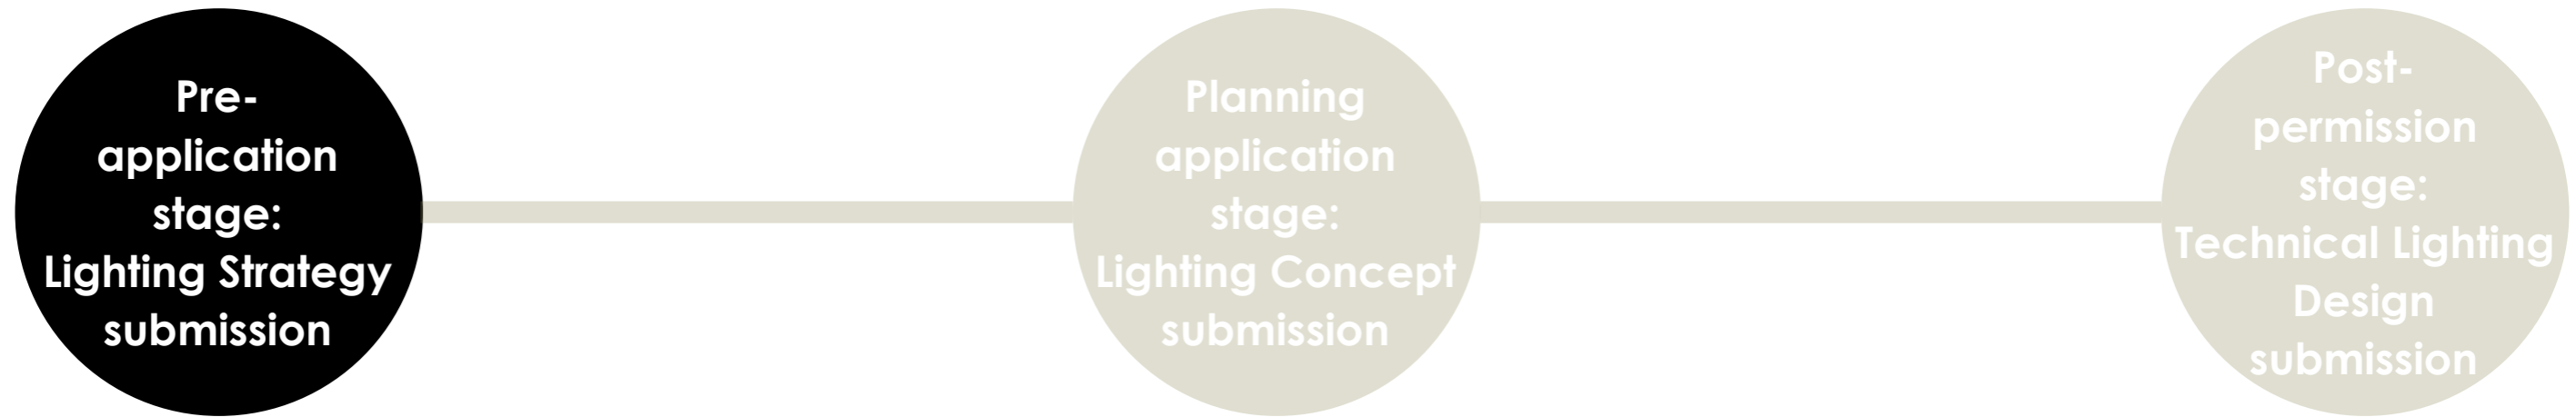 Pre-
application
stage:
Lighting Strategy
submission
Planning
application
stage:
Lighting Concept
submission
Post-
permission
stage:
Technical Lighting
Design
submission